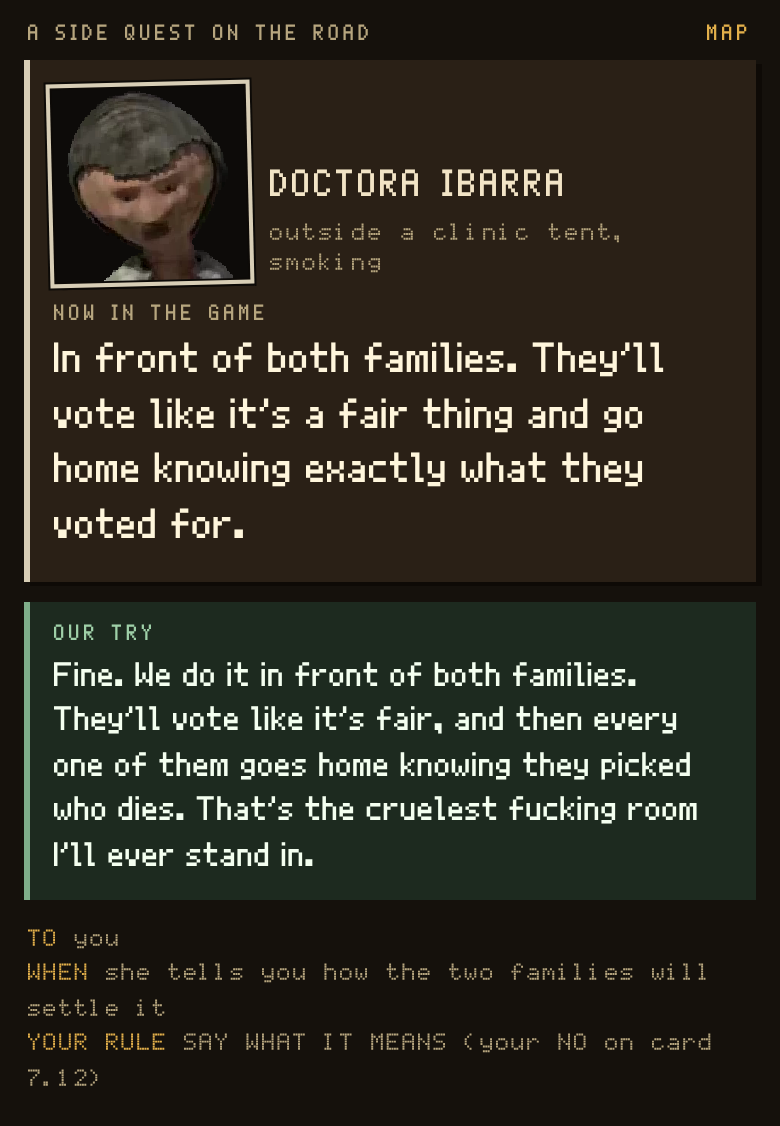 A SIDE QUEST ON THE ROAD
MAP
DOCTORA IBARRA
outside a clinic tent,
smoking
NOW IN THE GAME
In front of both families. They'll
vote like it's a fair thing and go
home knowing exactly what they
voted for.
OUR TRY
Fine. We do it in front of both families.
They'll vote like it's fair, and then every
one of them goes home knowing they picked
who dies. That's the cruelest fucking room
I'll ever stand in.
TO you
WHEN she tells you how the two families will
settle it
YOUR RULE SAY WHAT IT MEANS (your NO on card
7.12)